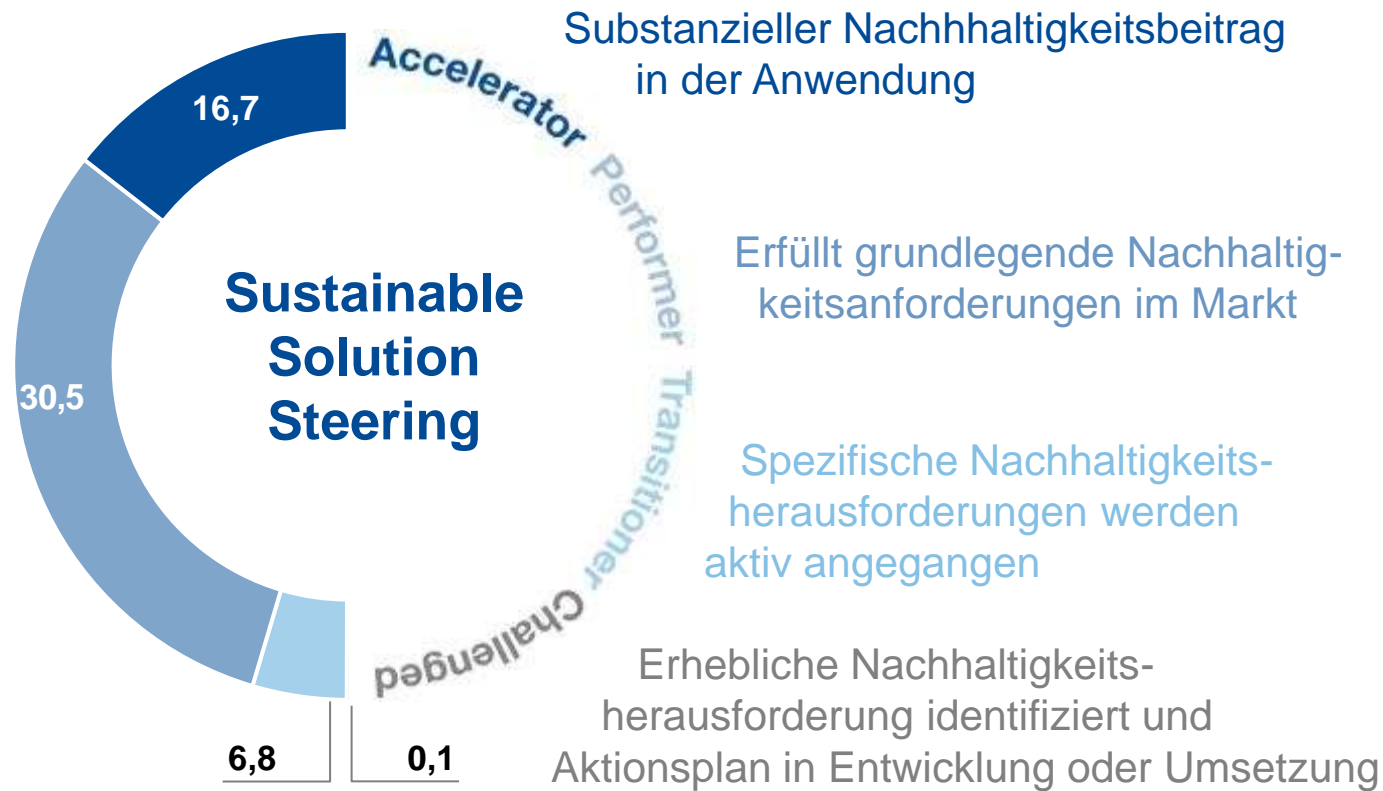 Substanzieller Nachhhaltigkeitsbeitrag
in der Anwendung
Accelerator
16,7
Performer
Erfüllt grundlegende Nachhaltig-
keitsanforderungen im Markt
Sustainable
Solution
Steering
30,5
Transitioner
Spezifische Nachhaltigkeits-
herausforderungen werden
aktiv angegangen
Challenged
Erhebliche Nachhaltigkeits-
herausforderung identifiziert und
Aktionsplan in Entwicklung oder Umsetzung
6,8
0,1